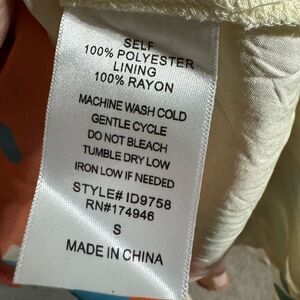 SELF
100% POLYESTER
LINING
100% RAYON
MACHINE WASH COLD
GENTLE CYCLE
DO NOT BLEACH
TUMBLE DRY LOW
IRON LOW IF NEEDED
STYLE# ID9758
RN#174946
S
MADE IN CHINA